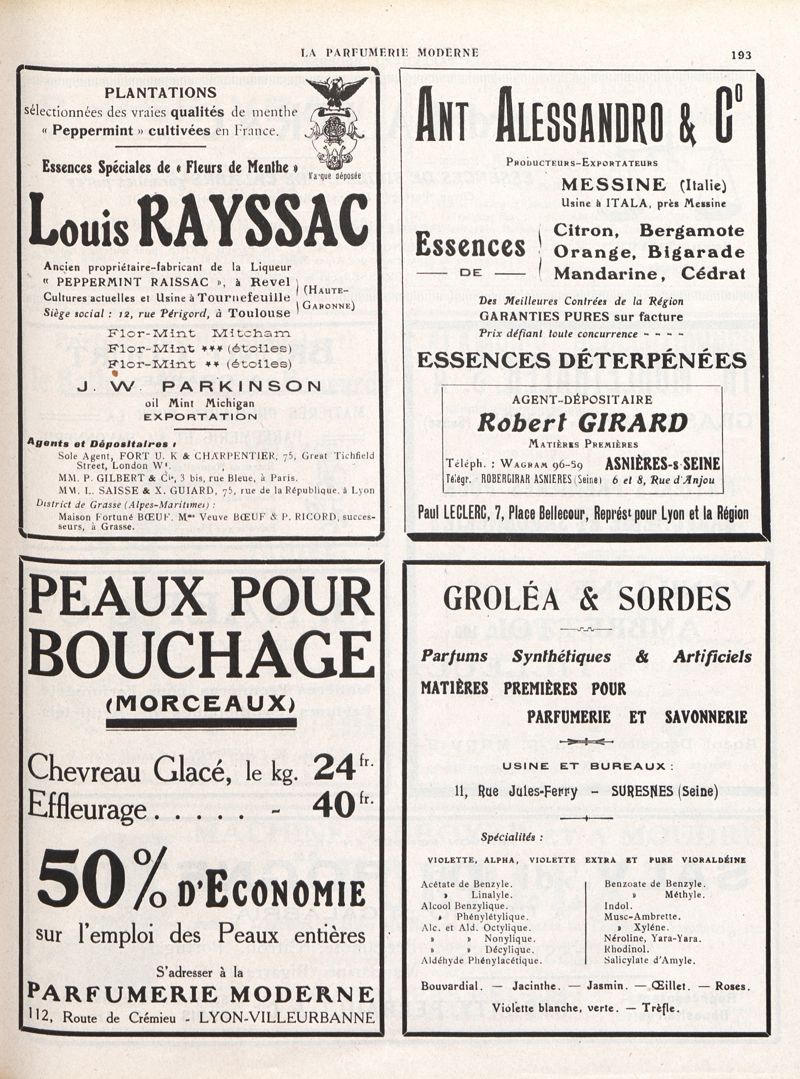 LA PARFUMERIE MODERNE
193
PLANTATIONS
sélectionnées des vraies qualités de menthe
« Peppermint » cultivées en France.
Essences Spéciales de « Fleurs de Menthe »
déposée
Louis RAYSSAC
Ancien propriétaire-fabricant de la Liqueur
“ PEPPERMINT RAISSAC », à Revel
Cultures actuelles et Usine à Tournefeuille
Siège social : 12, rue Périgord, à Toulouse
(HAUTE-
GARONNE)
Flor-Mint Mitcham
Flor-Mint *** (étoiles)
Flor-Mint ** (étoiles)
J. W. PARKINSON
oil Mint Michigan
EXPORTATION
Agents et Dépositaires :
Sole Agent, FORT U. K & CHARPENTIER, 75, Great Tichfield
Street, London W¹.
MM. P. GILBERT & Cie, 3 bis, rue Bleue, à Paris.
MM. L. SAISSE & X. GUIARD, 75, rue de la République, à Lyon
District de Grasse (Alpes-Maritimes) :
Maison Fortuné BŒUF, Mme Veuve BŒUF & P. RICORD, succes-
seurs, à Grasse.
ANT ALESSANDRO & Cº
PRODUCTEURS-EXPORTATEURS
MESSINE (Italie)
Usine à ITALA, près Messine
Essences
— DE —
Citron, Bergamote
Orange, Bigarade
Mandarine, Cédrat
Des Meilleures Contrées de la Région
GARANTIES PURES sur facture
Prix défiant toute concurrence - - - -
ESSENCES DÉTERPÉNÉES
AGENT-DÉPOSITAIRE
Robert GIRARD
MATIÈRES PREMIÈRES
Téléph. : WAGRAM 96-59 ASNIÈRES-s-SEINE
Télégr. : ROBERGIRAR ASNIERES (Seine) 6 et 8, Rue d'Anjou
Paul LECLERC, 7, Place Bellecour, Représt pour Lyon et la Région
PEAUX POUR
BOUCHAGE
(MORCEAUX)
Chevreau Glacé, le kg. 24 fr.
Effleurage . . . . . - 40 fr.
50% D'ECONOMIE
sur l'emploi des Peaux entières
S'adresser à la
PARFUMERIE MODERNE
112, Route de Crémieu - LYON-VILLEURBANNE
GROLÉA & SORDES
Parfums Synthétiques & Artificiels
MATIÈRES PREMIÈRES POUR
PARFUMERIE ET SAVONNERIE
USINE ET BUREAUX :
11, Rue Jules-Ferry — SURESNES (Seine)
Spécialités :
VIOLETTE, ALPHA, VIOLETTE EXTRA ET PURE VIORALDÉINE
Acétate de Benzyle.
» Linalyle.
Alcool Benzylique.
» Phénylétylique.
Alc. et Ald. Octylique.
» » Nonylique.
» » Décylique.
Aldéhyde Phénylacétique.
Benzoate de Benzyle.
» Méthyle.
Indol.
Musc-Ambrette.
» Xylène.
Néroline, Yara-Yara.
Rhodinol.
Salicylate d'Amyle.
Bouvardial. — Jacinthe. — Jasmin. — Œillet. — Roses.
Violette blanche, verte. — Trèfle.